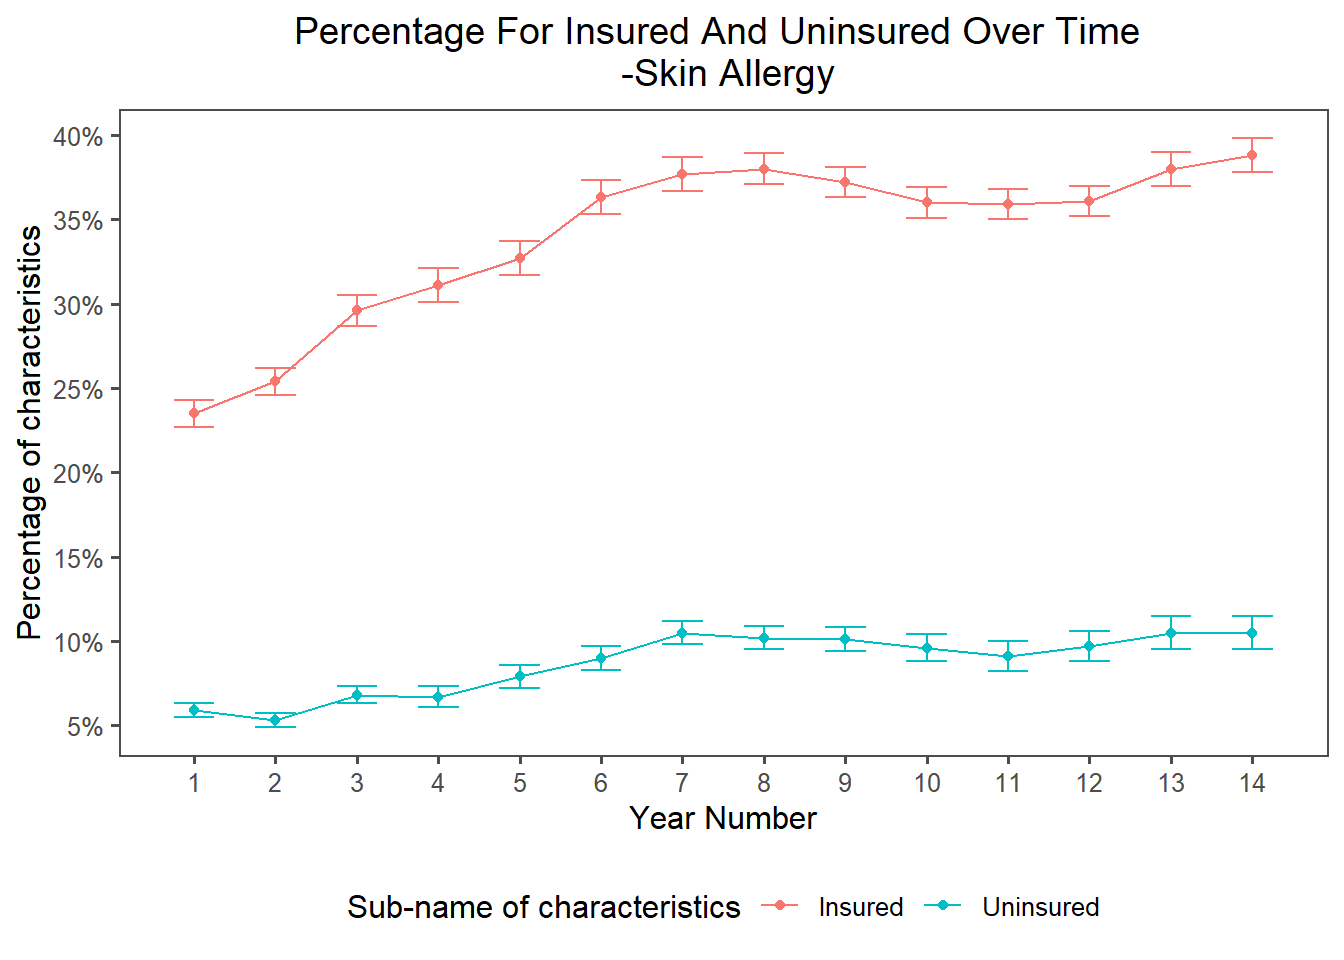 Percentage For Insured And Uninsured Over Time
-Skin Allergy
Percentage of characteristics
40%
35%
30%
25%
20%
15%
10%
5%
1 2 3 4 5 6 7 8 9 10 11 12 13 14
Year Number
Sub-name of characteristics Insured Uninsured